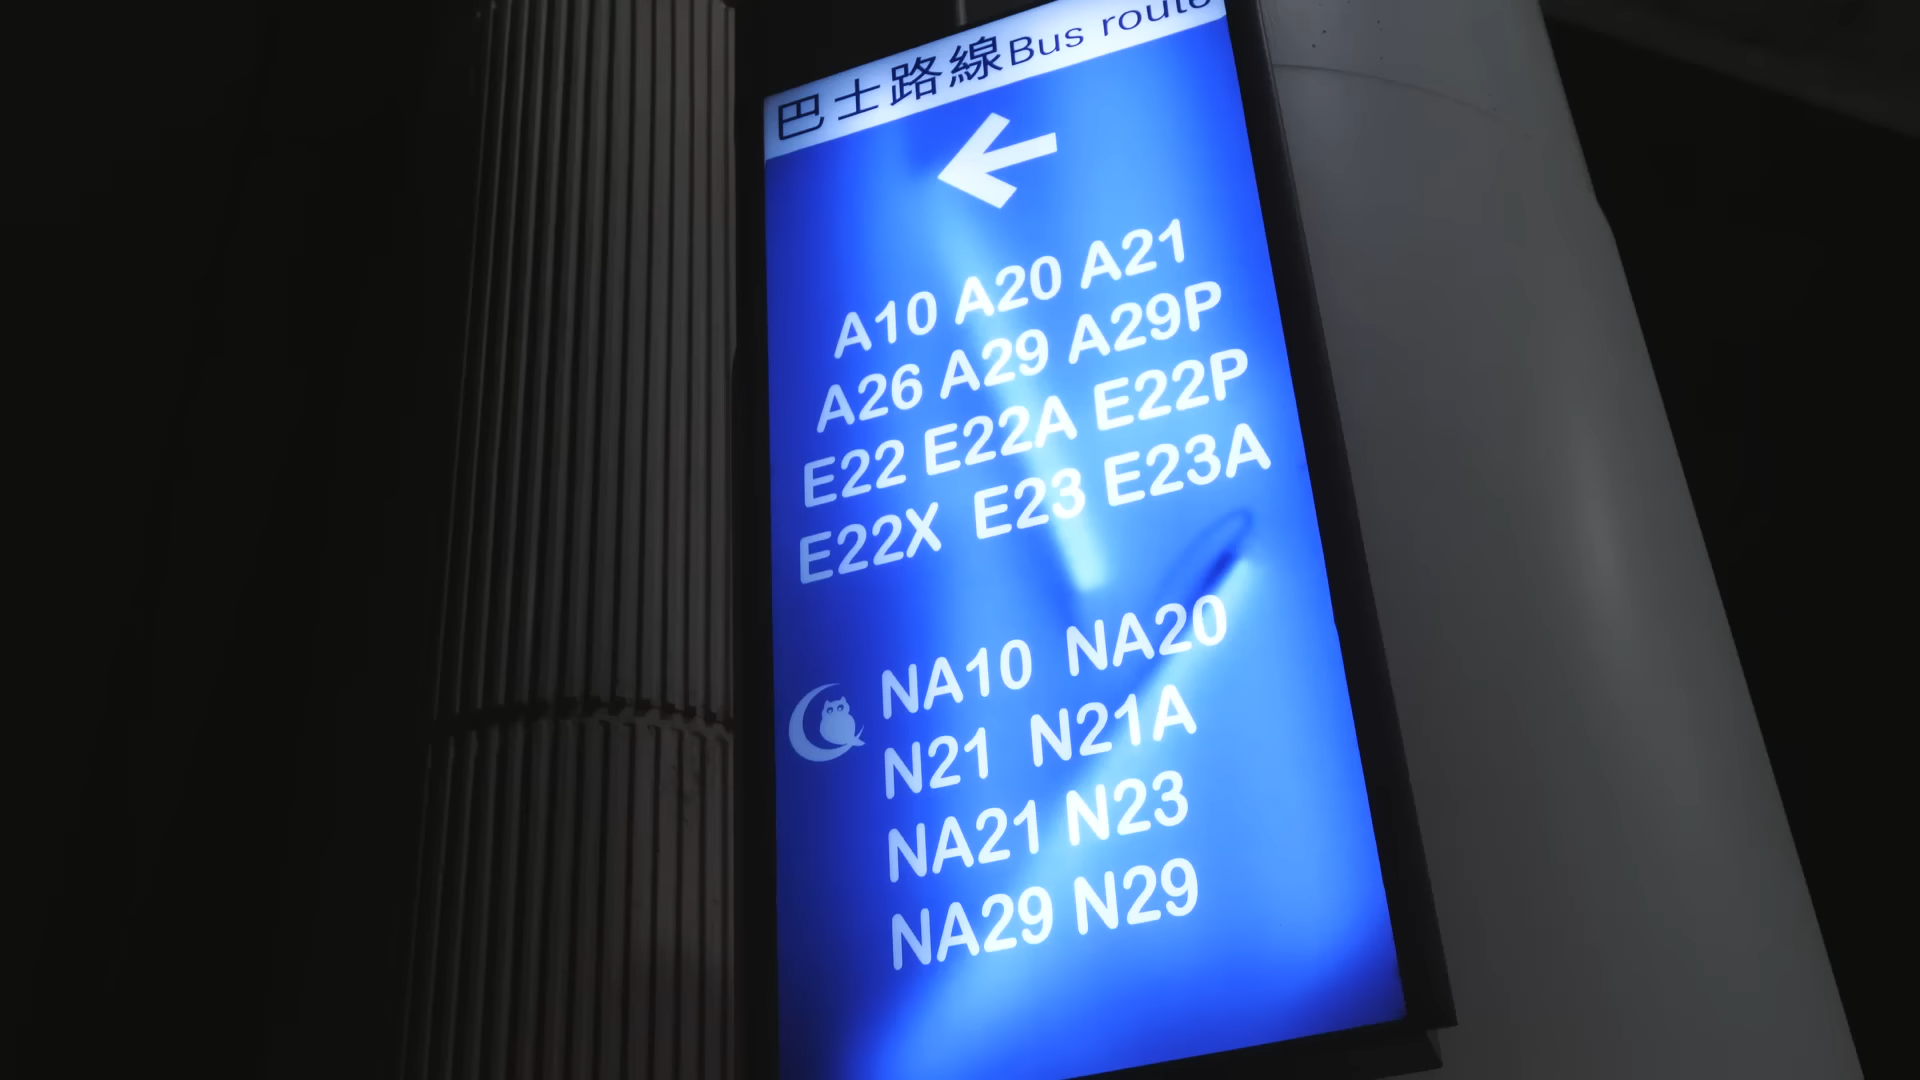 巴士路線 Bus route
A10 A20 A21
A26 A29 A29P
E22 E22A E22P
E22X E23 E23A
NA10 NA20
N21 N21A
NA21 N23
NA29 N29